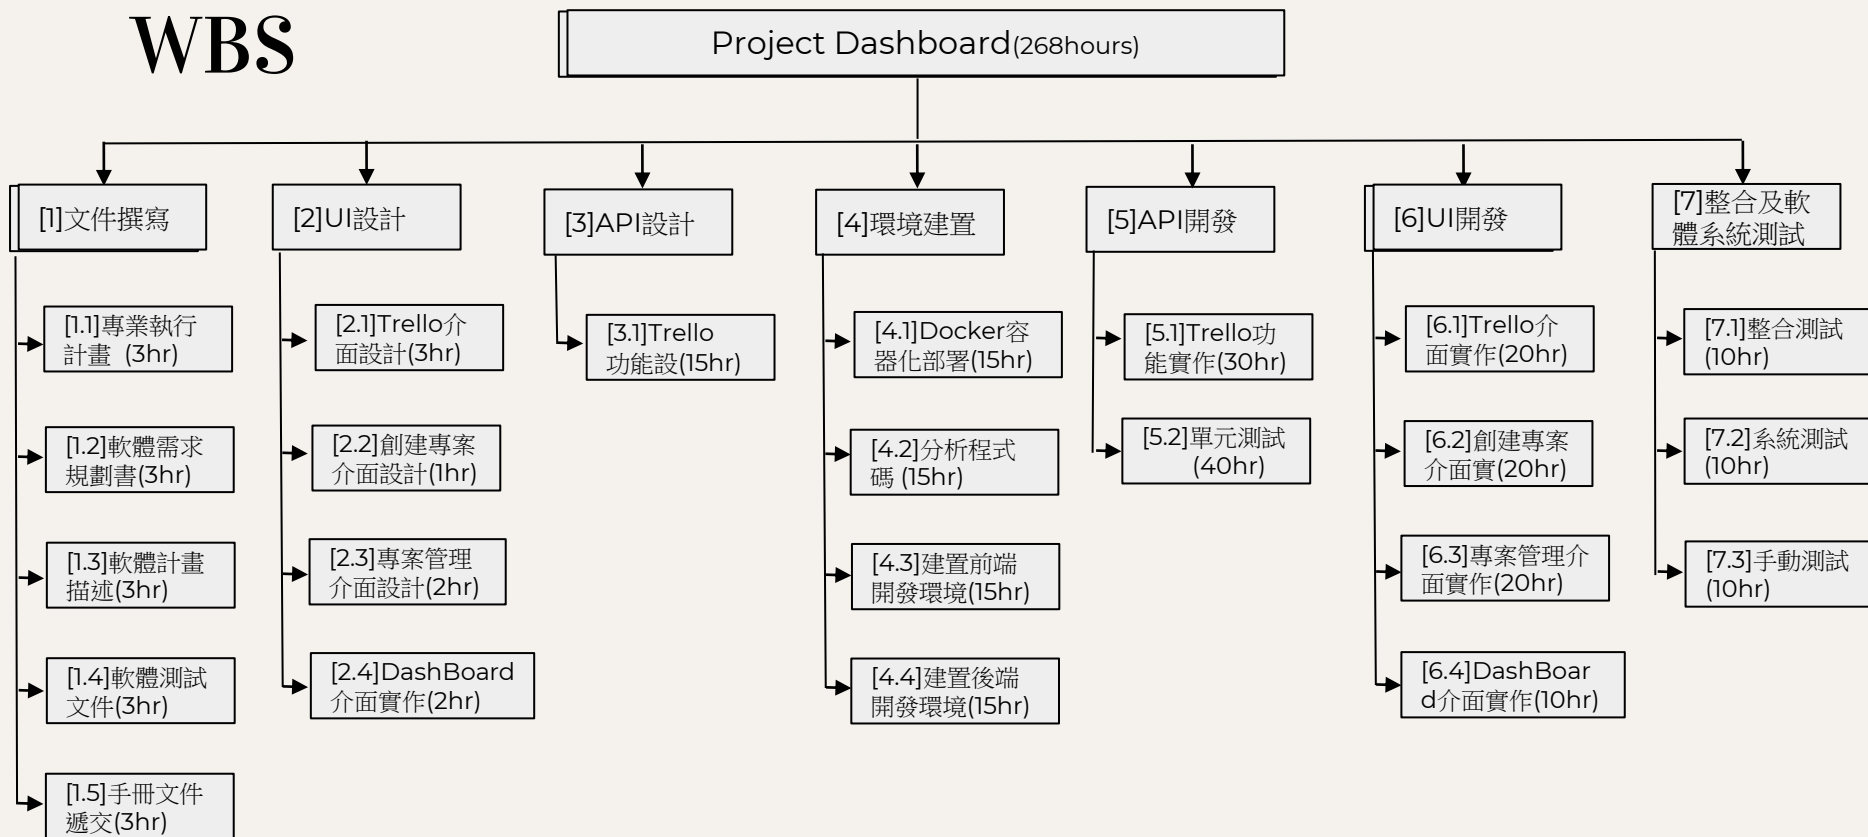 WBS
Project Dashboard(268hours)
[1]文件撰寫
[2]UI設計
[3]API設計
[4]環境建置
[5]API開發
[6]UI開發
[7]整合及軟
體系統測試
[1.1]專業執行
計畫 (3hr)
[1.2]軟體需求
規劃書(3hr)
[1.3]軟體計畫
描述(3hr)
[1.4]軟體測試
文件(3hr)
[1.5]手冊文件
遞交(3hr)
[2.1]Trello介
面設計(3hr)
[2.2]創建專案
介面設計(1hr)
[2.3]專案管理
介面設計(2hr)
[2.4]DashBoard
介面實作(2hr)
[3.1]Trello
功能設(15hr)
[4.1]Docker容
器化部署(15hr)
[4.2]分析程式
碼 (15hr)
[4.3]建置前端
開發環境(15hr)
[4.4]建置後端
開發環境(15hr)
[5.1]Trello功
能實作(30hr)
[5.2]單元測試
(40hr)
[6.1]Trello介
面實作(20hr)
[6.2]創建專案
介面實(20hr)
[6.3]專案管理介
面實作(20hr)
[6.4]DashBoar
d介面實作(10hr)
[7.1]整合測試
(10hr)
[7.2]系統測試
(10hr)
[7.3]手動測試
(10hr)